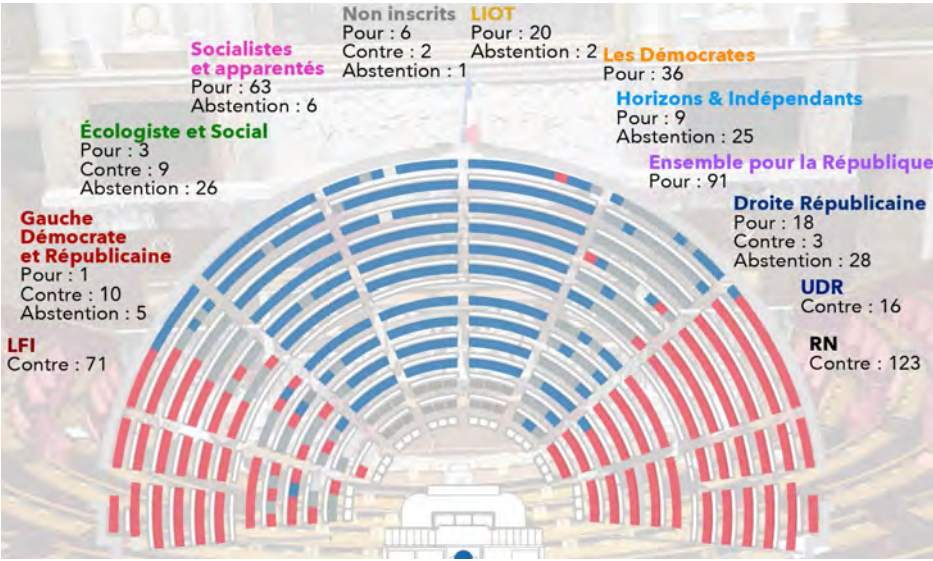 Non inscrits
Pour : 6
Contre : 2
Abstention : 1
LIOT
Pour : 20
Abstention : 2
Socialistes
et apparentés
Pour : 63
Abstention : 6
Les Démocrates
Pour : 36
Horizons & Indépendants
Pour : 9
Abstention : 25
Écologiste et Social
Pour : 3
Contre : 9
Abstention : 26
Ensemble pour la République
Pour : 91
Gauche
Démocrate
et Républicaine
Pour : 1
Contre : 10
Abstention : 5
Droite Républicaine
Pour : 18
Contre : 3
Abstention : 28
UDR
Contre : 16
LFI
Contre : 71
RN
Contre : 123